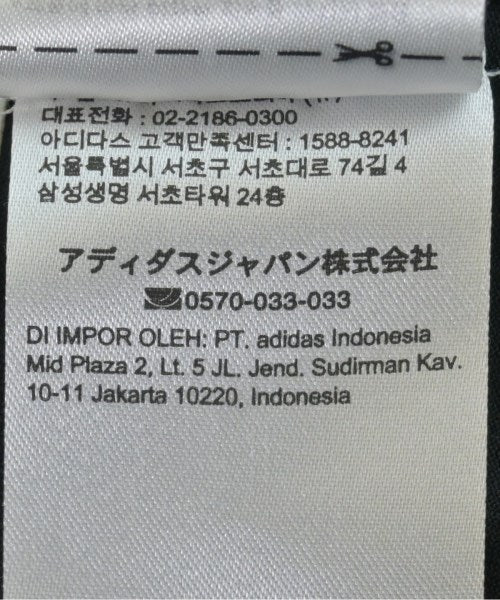 대표전화 : 02-2186-0300
아디다스 고객만족센터 : 1588-8241
서울특별시 서초구 서초대로 74길 4
삼성생명 서초타워 24층
アディダスジャパン株式会社
0570-033-033
DI IMPOR OLEH: PT. adidas Indonesia
Mid Plaza 2, Lt. 5 JL. Jend. Sudirman Kav.
10-11 Jakarta 10220, Indonesia